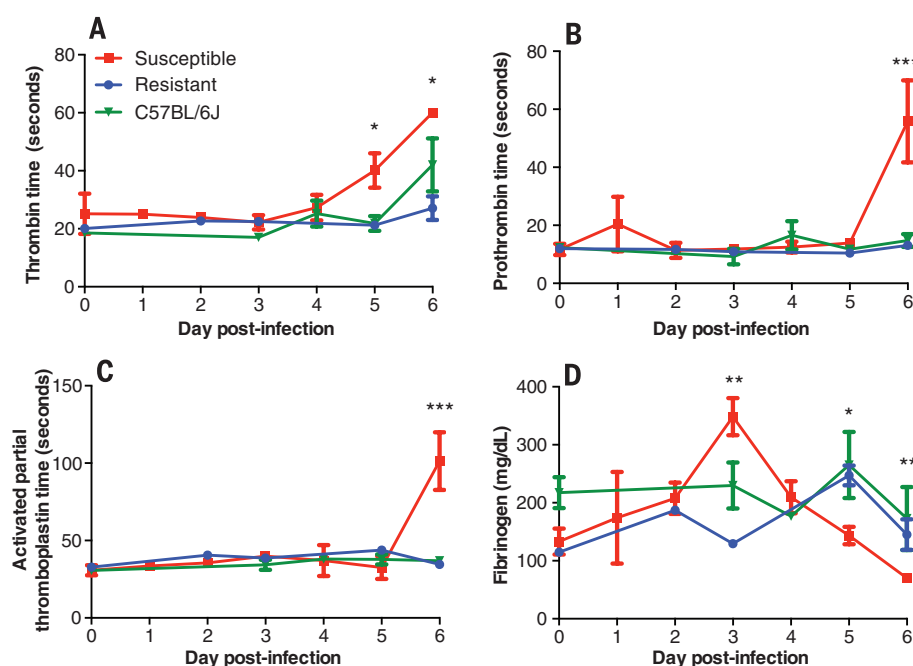 A
Thrombin time (seconds)
80
60
40
20
0
Susceptible
Resistant
C57BL/6J
*
*
0 1 2 3 4 5 6
Day post-infection
B
Prothrombin time (seconds)
80
60
40
20
0
***
0 1 2 3 4 5 6
Day post-infection
C
Activated partial
thromboplastin time (seconds)
150
100
50
0
***
0 1 2 3 4 5 6
Day post-infection
D
Fibrinogen (mg/dL)
400
300
200
100
0
**
*
**
0 1 2 3 4 5 6
Day post-infection